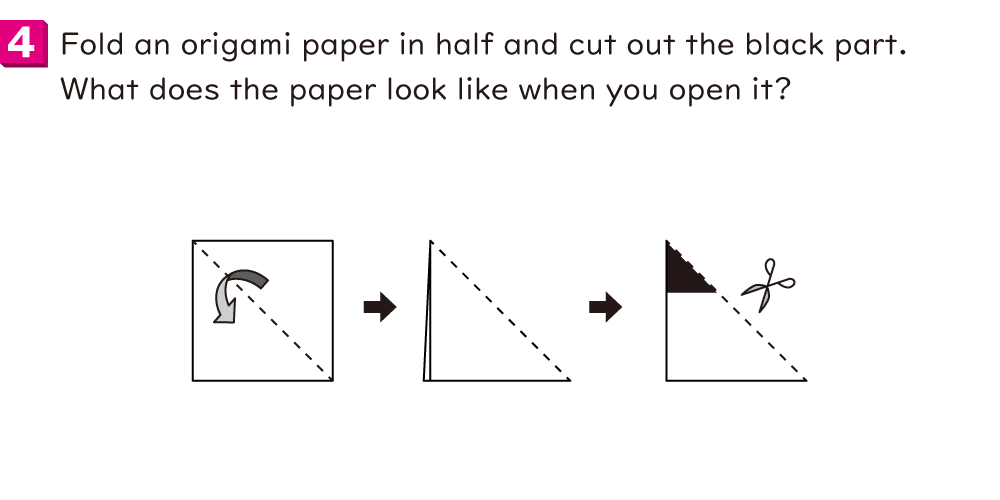 4 Fold an origami paper in half and cut out the black part.
What does the paper look like when you open it?